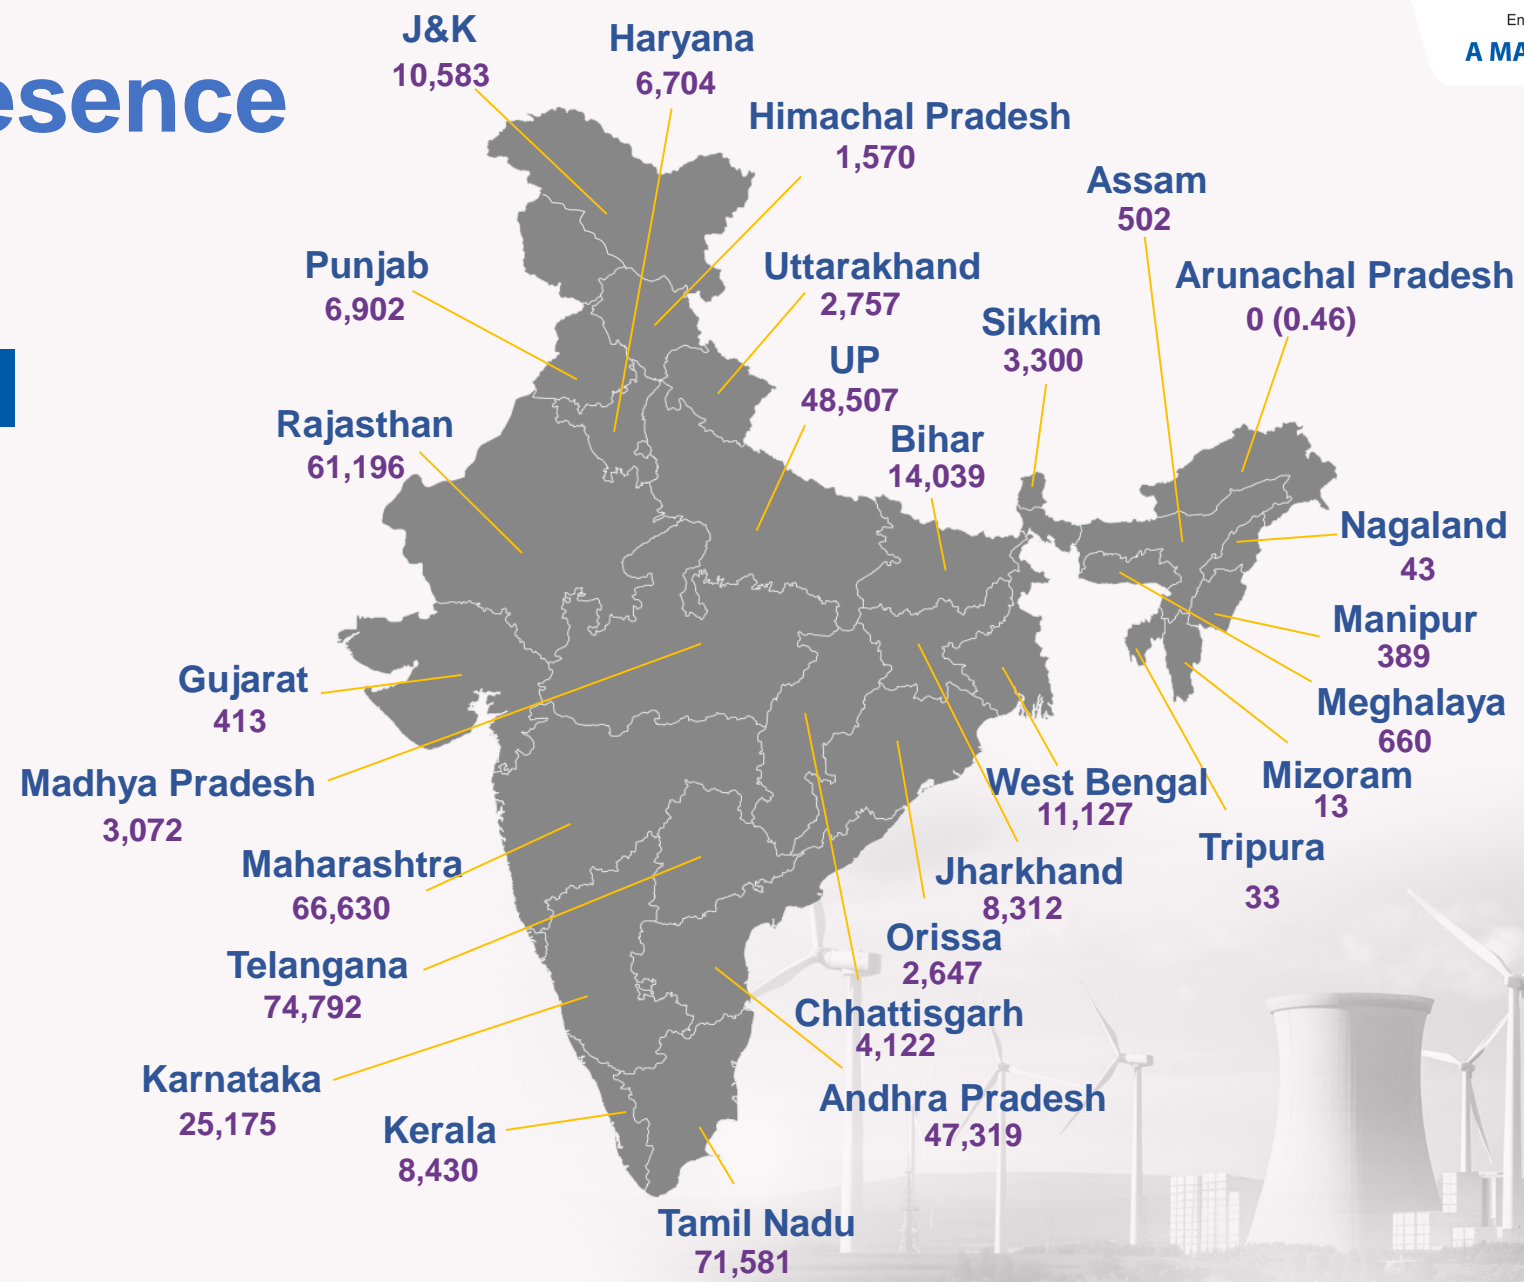 J&K
10,583
Haryana
6,704
Himachal Pradesh
1,570
Assam
502
Punjab
6,902
Uttarakhand
2,757
Arunachal Pradesh
0 (0.46)
Sikkim
3,300
UP
48,507
Rajasthan
61,196
Bihar
14,039
Nagaland
43
Manipur
389
Gujarat
413
Meghalaya
660
Madhya Pradesh
3,072
West Bengal
11,127
Mizoram
13
Maharashtra
66,630
Tripura
33
Jharkhand
8,312
Orissa
2,647
Telangana
74,792
Chhattisgarh
4,122
Karnataka
25,175
Andhra Pradesh
47,319
Kerala
8,430
Tamil Nadu
71,581